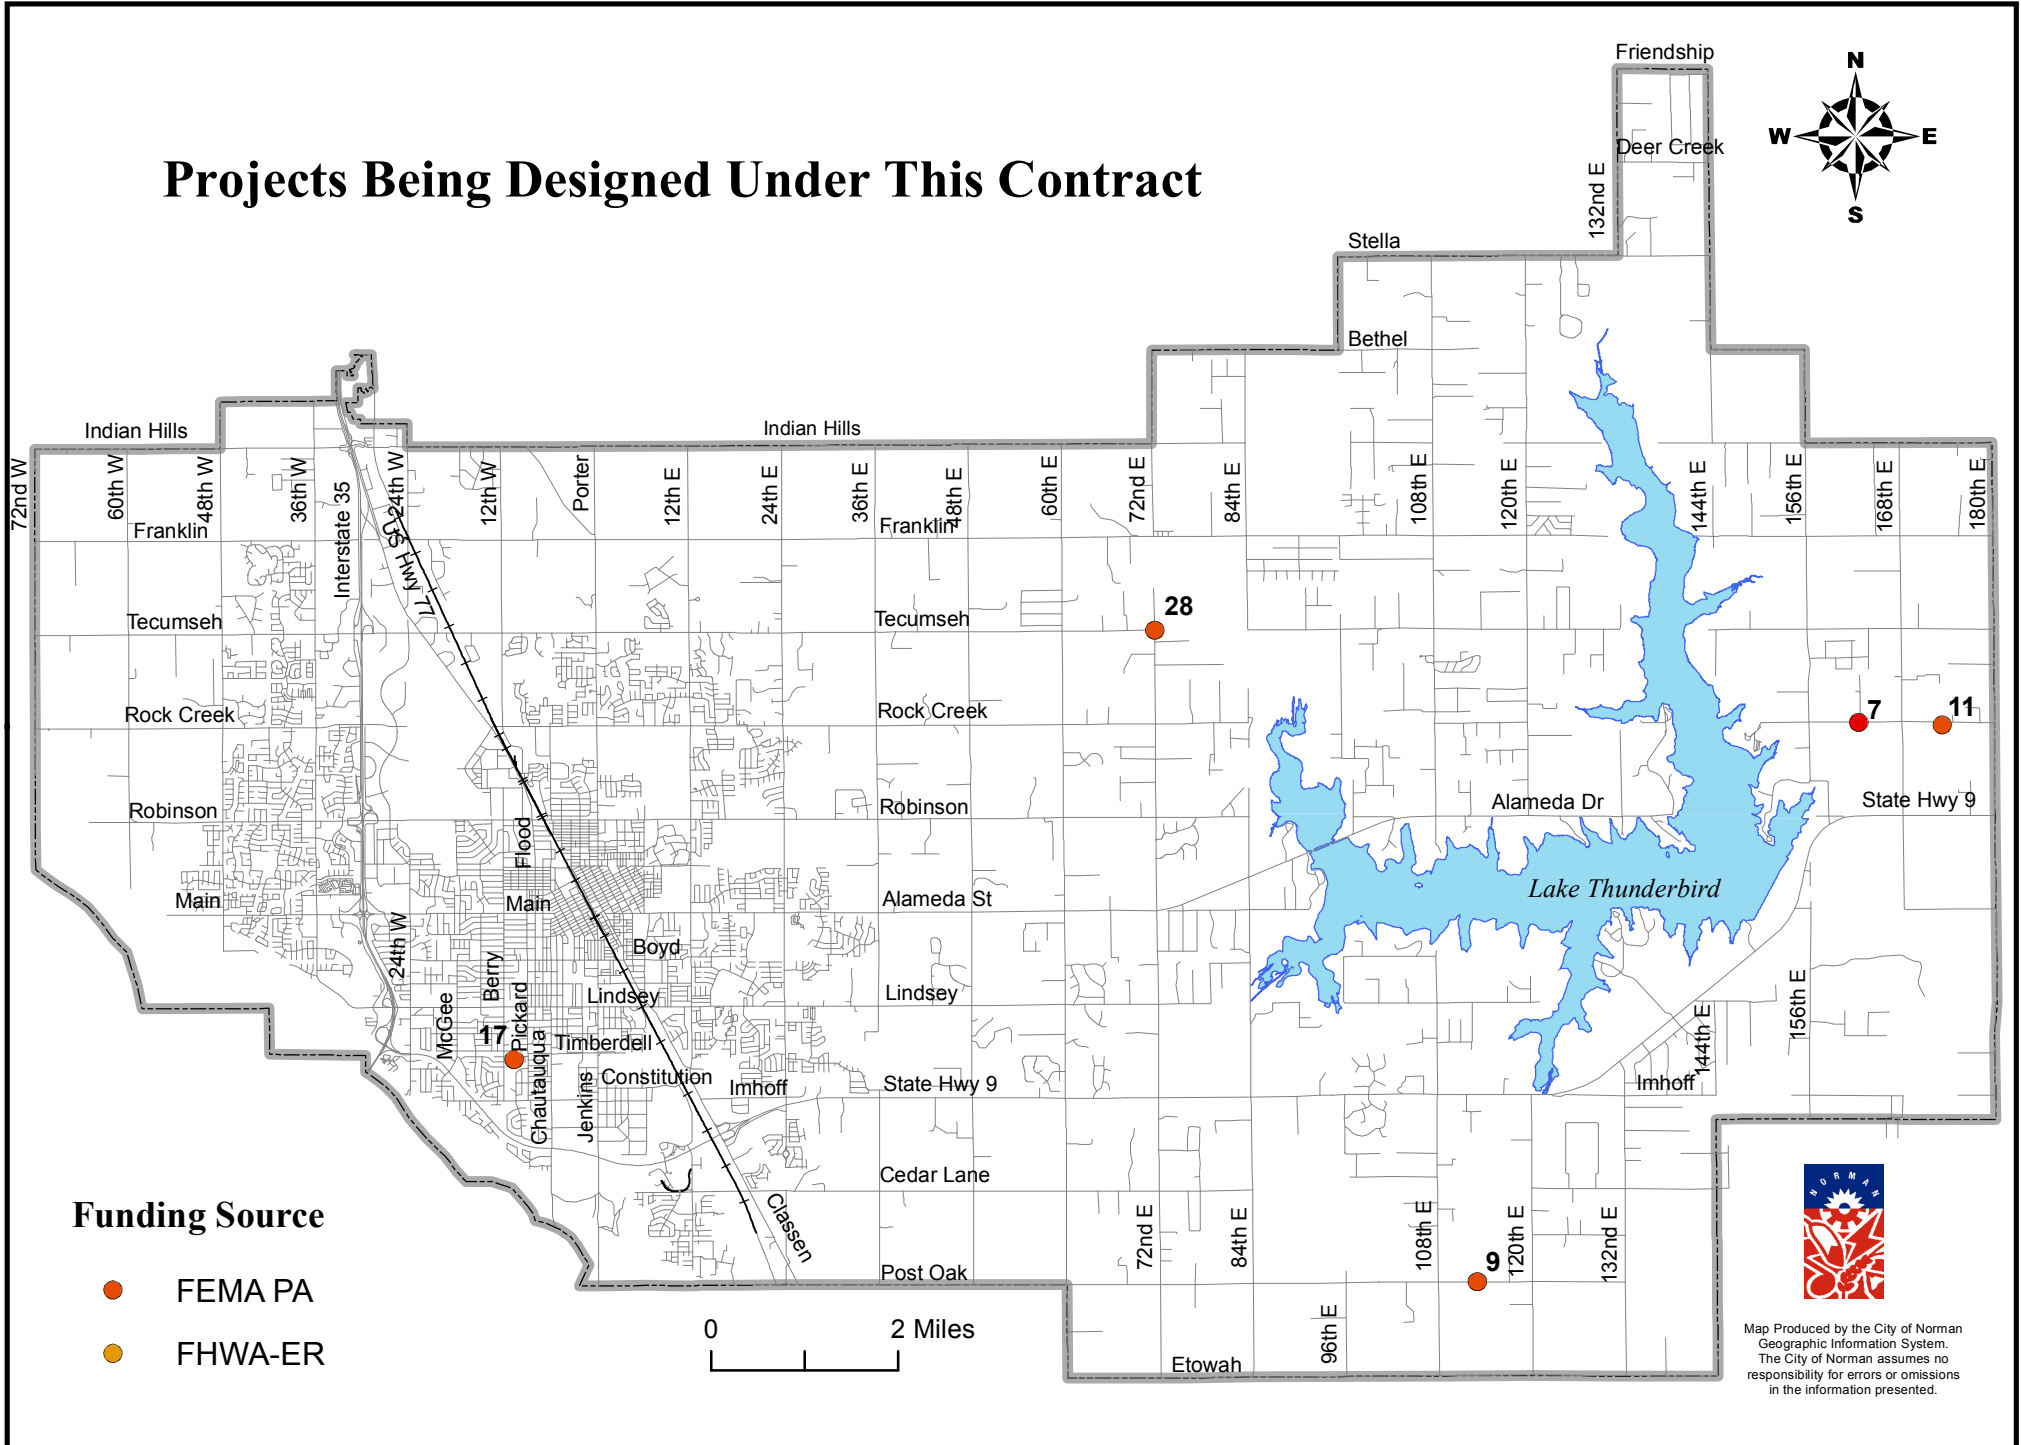 Friendship
N
Deer Creek
W
E
132nd E
S
Projects Being Designed Under This Contract
Stella
Bethel
Indian Hills
Indian Hills
72nd W
60th W
48th W
36th W
Interstate 35
24th W
12th W
Porter
12th E
24th E
36th E
48th E
60th E
72nd E
84th E
108th E
120th E
144th E
156th E
168th E
180th E
Franklin
Franklin
US Hwy 77
28
Tecumseh
Tecumseh
7
11
Rock Creek
Rock Creek
Robinson
Robinson
Alameda Dr
State Hwy 9
Flood
Lake Thunderbird
Main
Main
Alameda St
24th W
Boyd
Berry
Lindsey
Lindsey
156th E
McGee
Pickard
17
Chautauqua
Timberdell
144th E
Constitution
Imhoff
State Hwy 9
Imhoff
Jenkins
Cedar Lane
NORMAN
Funding Source
Classen
72nd E
84th E
108th E
120th E
132nd E
9
Post Oak
FEMA PA
0
2 Miles
96th E
FHWA-ER
Etowah
Map Produced by the City of Norman
Geographic Information System.
The City of Norman assumes no
responsibility for errors or omissions
in the information presented.